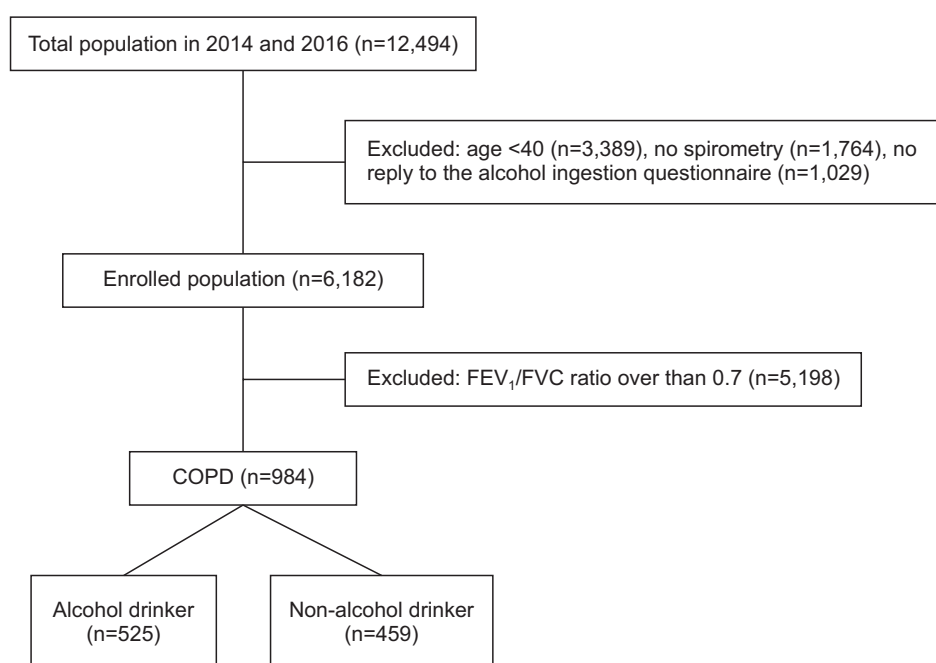 Total population in 2014 and 2016 (n=12,494)
Excluded: age <40 (n=3,389), no spirometry (n=1,764), no
reply to the alcohol ingestion questionnaire (n=1,029)
Enrolled population (n=6,182)
Excluded: FEV₁/FVC ratio over than 0.7 (n=5,198)
COPD (n=984)
Alcohol drinker
(n=525)
Non-alcohol drinker
(n=459)